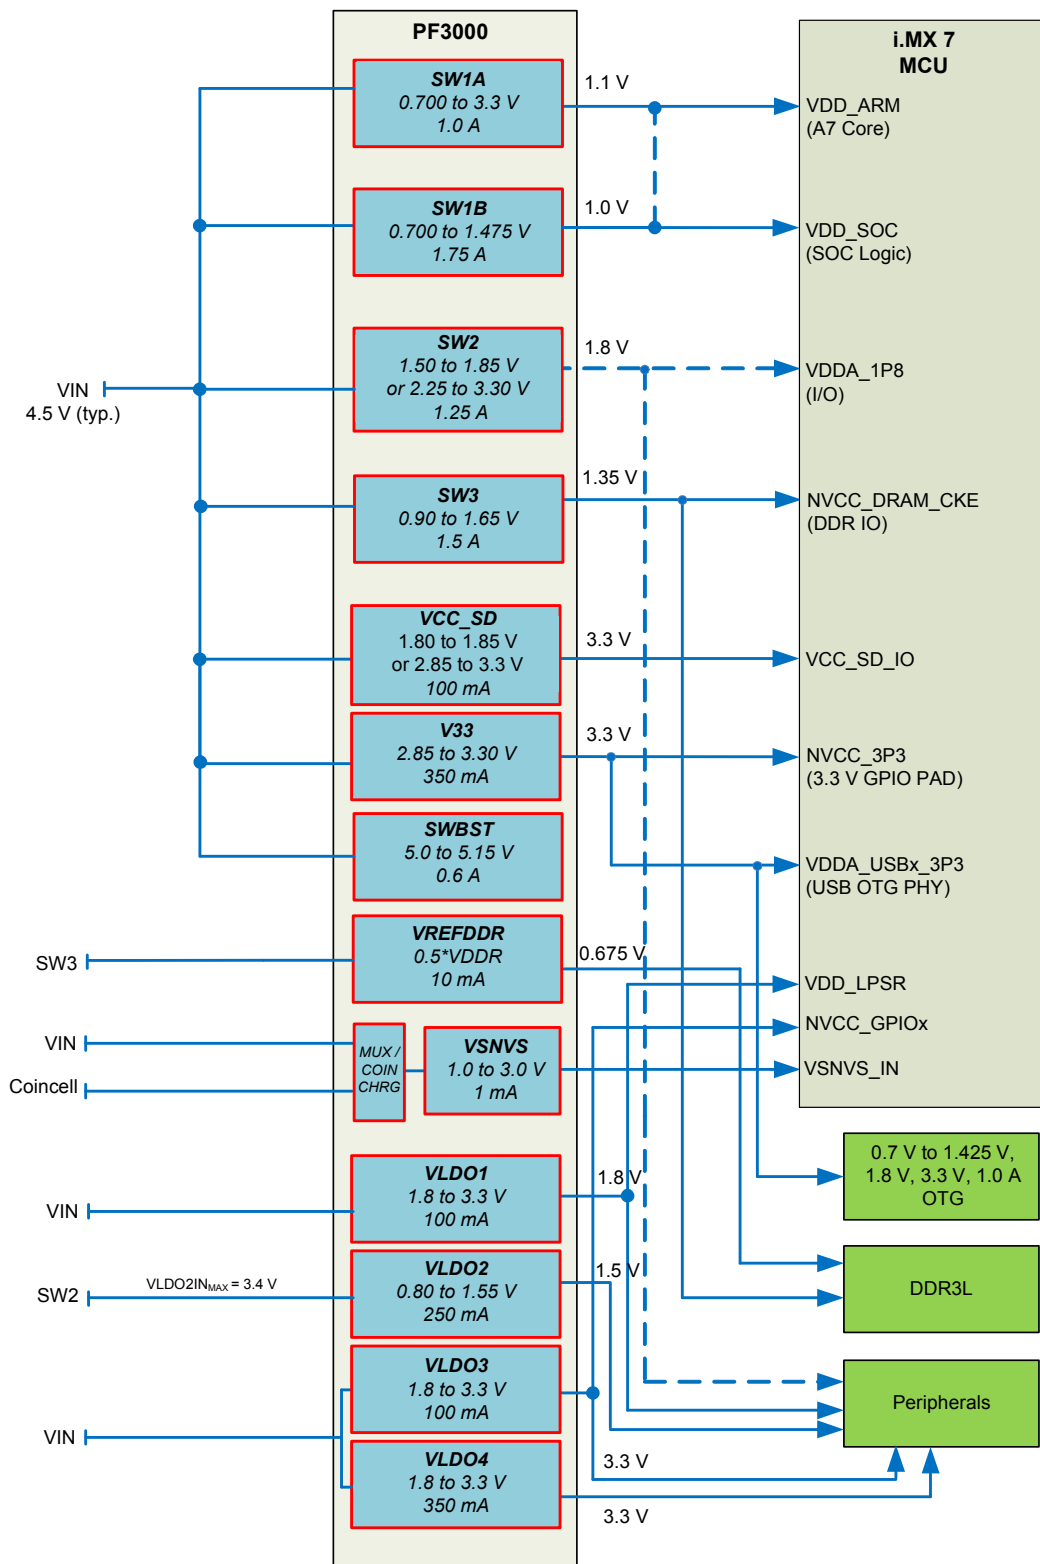 PF3000
i.MX 7
MCU
SW1A
0.700 to 3.3 V
1.0 A
1.1 V
VDD_ARM
(A7 Core)
SW1B
0.700 to 1.475 V
1.75 A
1.0 V
VDD_SOC
(SOC Logic)
SW2
1.50 to 1.85 V
or 2.25 to 3.30 V
1.25 A
1.8 V
VDDA_1P8
(I/O)
VIN
4.5 V (typ.)
SW3
0.90 to 1.65 V
1.5 A
1.35 V
NVCC_DRAM_CKE
(DDR IO)
VCC_SD
1.80 to 1.85 V
or 2.85 to 3.3 V
100 mA
3.3 V
VCC_SD_IO
V33
2.85 to 3.30 V
350 mA
3.3 V
NVCC_3P3
(3.3 V GPIO PAD)
SWBST
5.0 to 5.15 V
0.6 A
VDDA_USBx_3P3
(USB OTG PHY)
SW3
VREFDDR
0.5*VDDR
10 mA
0.675 V
VDD_LPSR
NVCC_GPIOx
VIN
Coincell
MUX /
COIN
CHRG
VSNVS
1.0 to 3.0 V
1 mA
VSNVS_IN
0.7 V to 1.425 V,
1.8 V, 3.3 V, 1.0 A
OTG
VIN
VLDO1
1.8 to 3.3 V
100 mA
1.8 V
SW2
VLDO2IN MAX = 3.4 V
VLDO2
0.80 to 1.55 V
250 mA
1.5 V
DDR3L
VIN
VLDO3
1.8 to 3.3 V
100 mA
Peripherals
3.3 V
VLDO4
1.8 to 3.3 V
350 mA
3.3 V